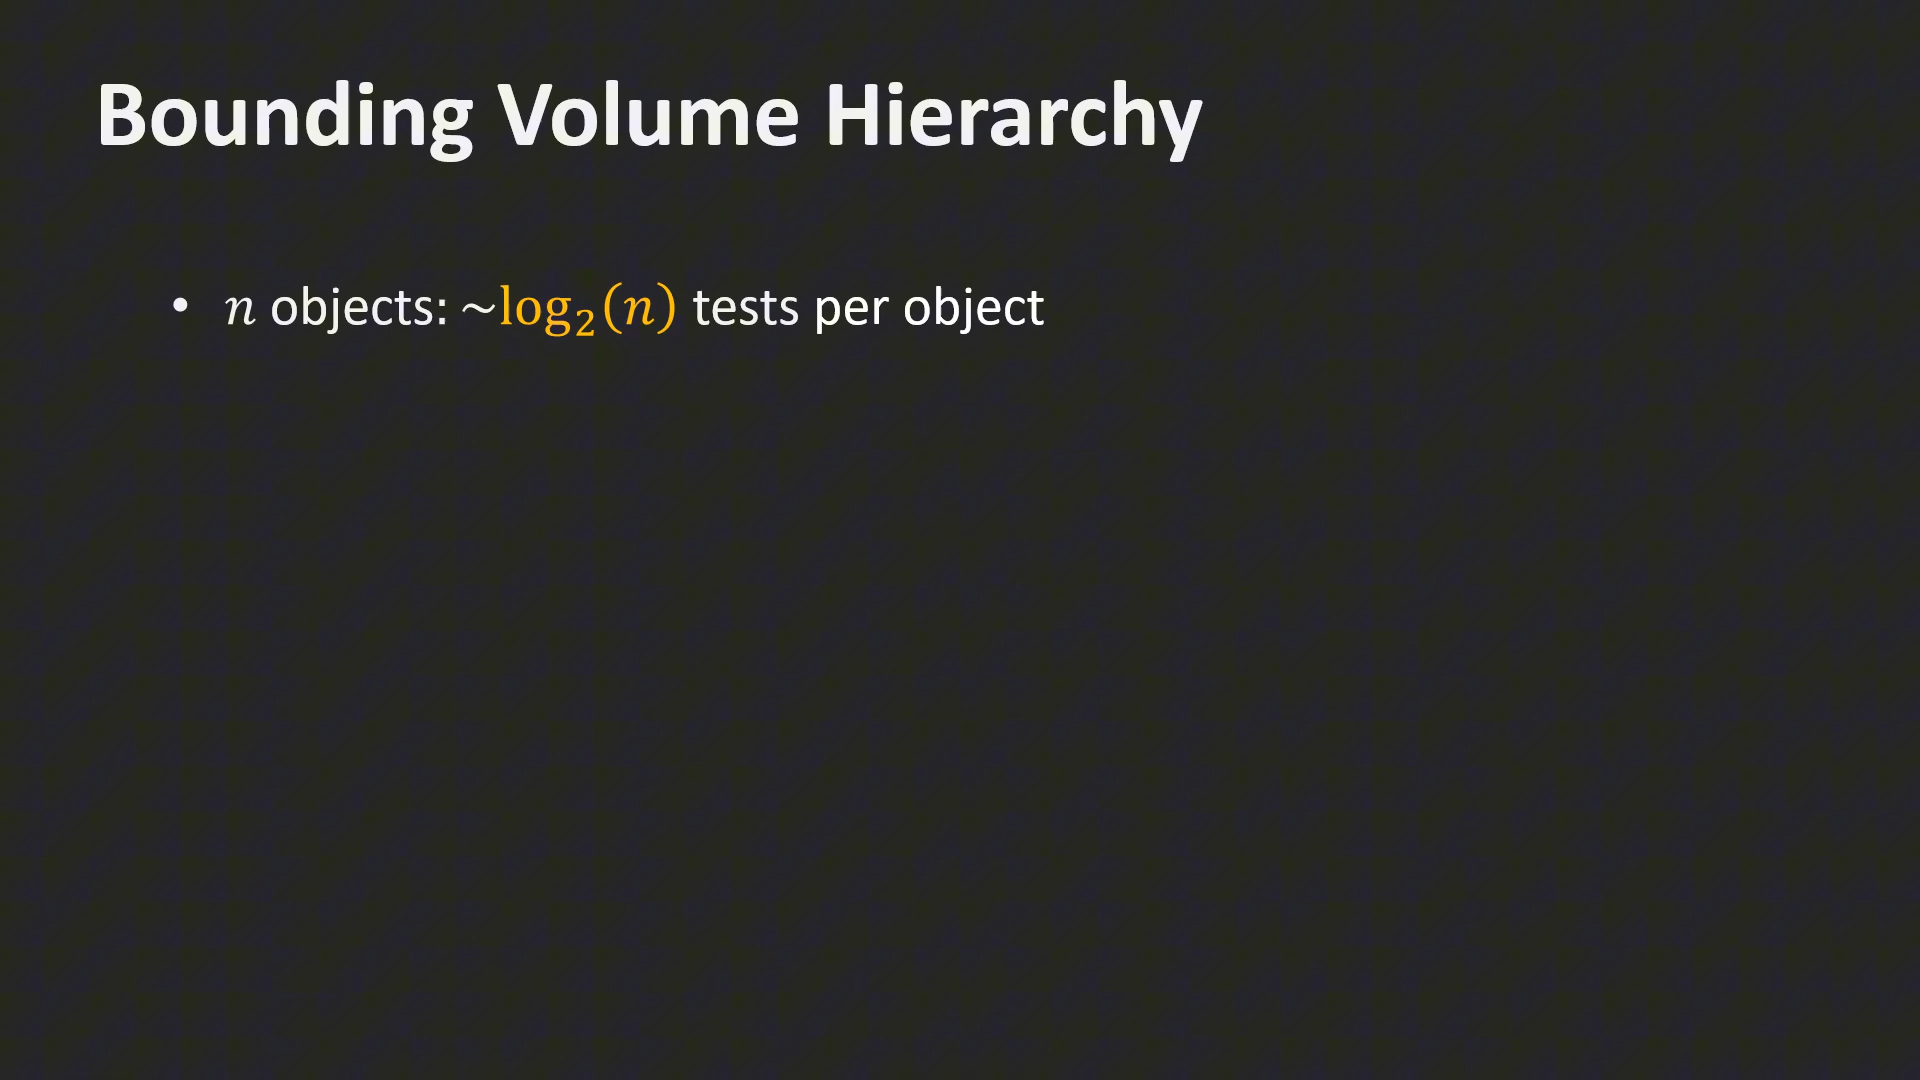 Bounding Volume Hierarchy
• n objects: ~log₂(n) tests per object